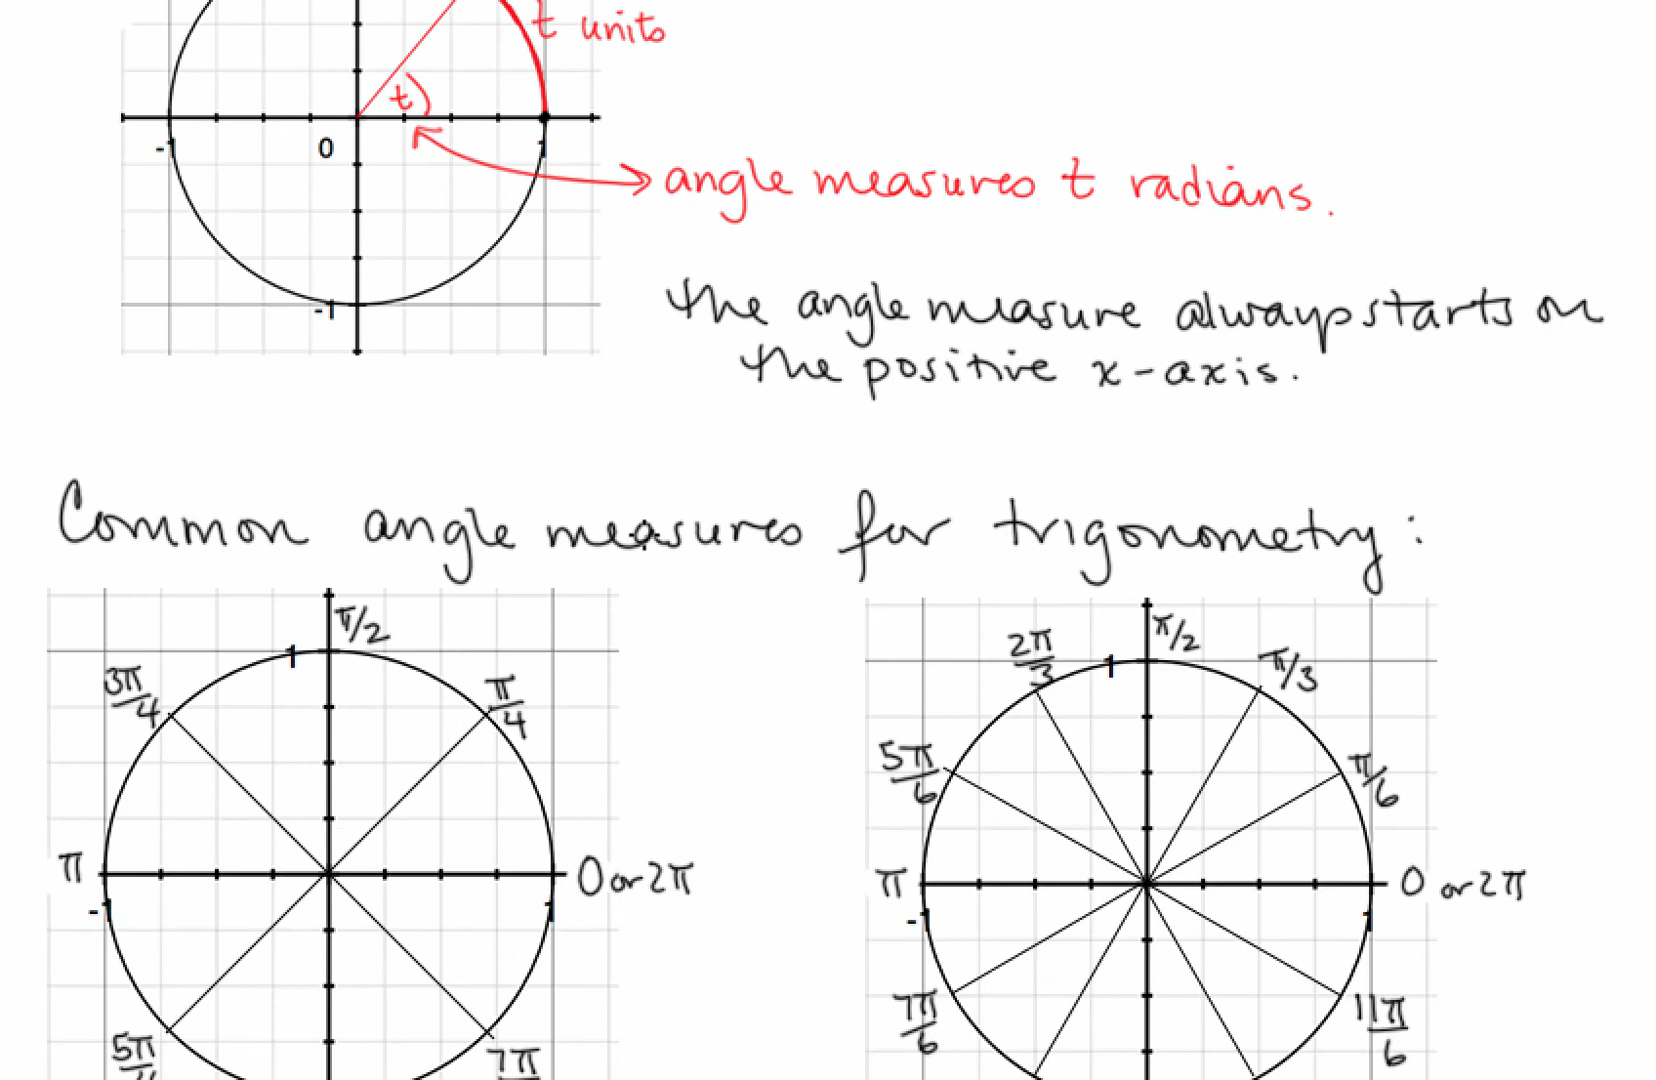 t units
t
-1
0
1
angle measures t radians.
-1
the angle measure always starts on
the positive x-axis.
Common angle measures for trigonometry:
π/2
1
3π/4
π/4
π
0 or 2π
-1
1
5π
7π
π/2
2π/3
1
π/3
5π/6
π/6
π
0 or 2π
-1
1
7π/6
11π/6